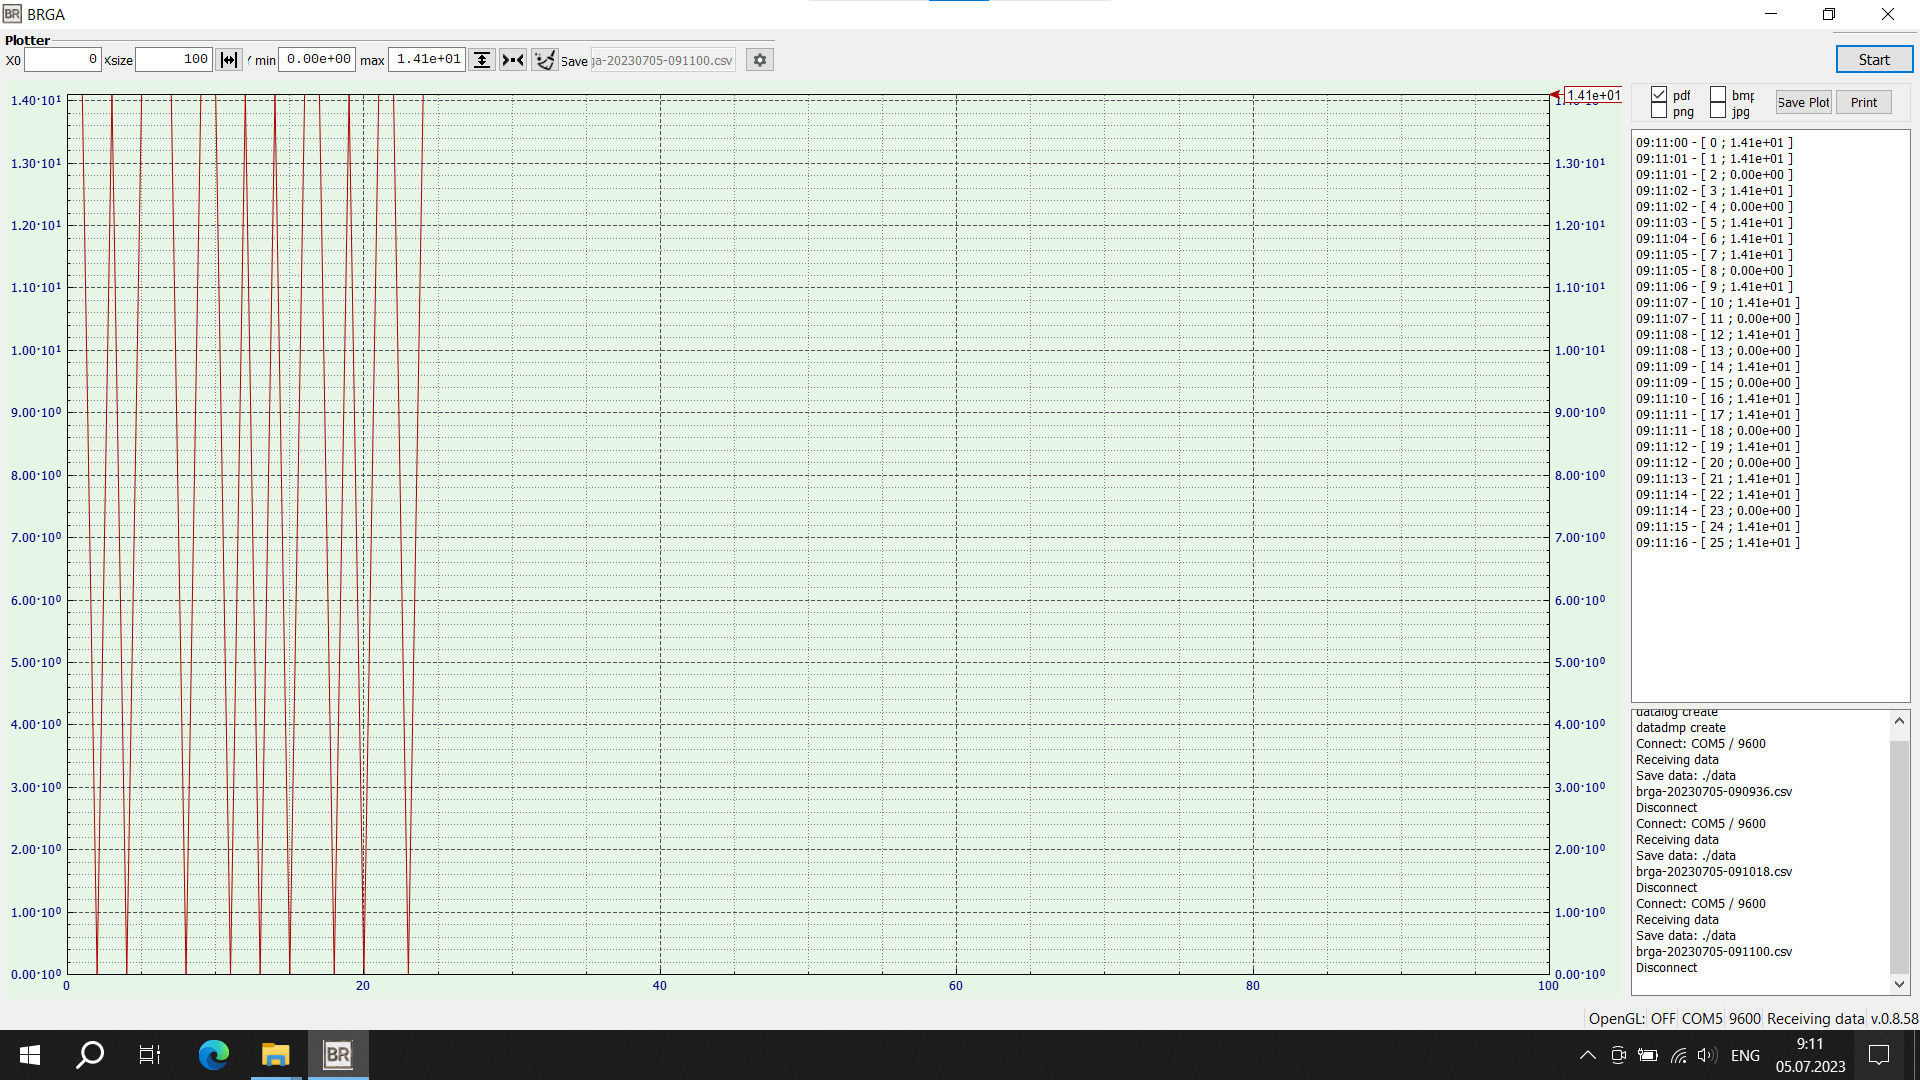 BR BRGA
Plotter
X0 0 Xsize 100 Y min 0.00e+00 max 1.41e+01 Save ga-20230705-091100.csv
Start
1.41e+01
pdf bmp
png jpg
Save Plot Print
1.40·10¹
1.30·10¹
1.20·10¹
1.10·10¹
1.00·10¹
9.00·10⁰
8.00·10⁰
7.00·10⁰
6.00·10⁰
5.00·10⁰
4.00·10⁰
3.00·10⁰
2.00·10⁰
1.00·10⁰
0.00·10⁰
0 20 40 60 80 100
1.40·10¹
1.30·10¹
1.20·10¹
1.10·10¹
1.00·10¹
9.00·10⁰
8.00·10⁰
7.00·10⁰
6.00·10⁰
5.00·10⁰
4.00·10⁰
3.00·10⁰
2.00·10⁰
1.00·10⁰
0.00·10⁰
09:11:00 - [ 0 ; 1.41e+01 ]
09:11:01 - [ 1 ; 1.41e+01 ]
09:11:01 - [ 2 ; 0.00e+00 ]
09:11:02 - [ 3 ; 1.41e+01 ]
09:11:02 - [ 4 ; 0.00e+00 ]
09:11:03 - [ 5 ; 1.41e+01 ]
09:11:04 - [ 6 ; 1.41e+01 ]
09:11:05 - [ 7 ; 1.41e+01 ]
09:11:05 - [ 8 ; 0.00e+00 ]
09:11:06 - [ 9 ; 1.41e+01 ]
09:11:07 - [ 10 ; 1.41e+01 ]
09:11:07 - [ 11 ; 0.00e+00 ]
09:11:08 - [ 12 ; 1.41e+01 ]
09:11:08 - [ 13 ; 0.00e+00 ]
09:11:09 - [ 14 ; 1.41e+01 ]
09:11:09 - [ 15 ; 0.00e+00 ]
09:11:10 - [ 16 ; 1.41e+01 ]
09:11:11 - [ 17 ; 1.41e+01 ]
09:11:11 - [ 18 ; 0.00e+00 ]
09:11:12 - [ 19 ; 1.41e+01 ]
09:11:12 - [ 20 ; 0.00e+00 ]
09:11:13 - [ 21 ; 1.41e+01 ]
09:11:14 - [ 22 ; 1.41e+01 ]
09:11:14 - [ 23 ; 0.00e+00 ]
09:11:15 - [ 24 ; 1.41e+01 ]
09:11:16 - [ 25 ; 1.41e+01 ]
datalog create
datadmp create
Connect: COM5 / 9600
Receiving data
Save data: ./data
brga-20230705-090936.csv
Disconnect
Connect: COM5 / 9600
Receiving data
Save data: ./data
brga-20230705-091018.csv
Disconnect
Connect: COM5 / 9600
Receiving data
Save data: ./data
brga-20230705-091100.csv
Disconnect
OpenGL: OFF COM5 9600 Receiving data v.0.8.58
BR
ENG
9:11
05.07.2023